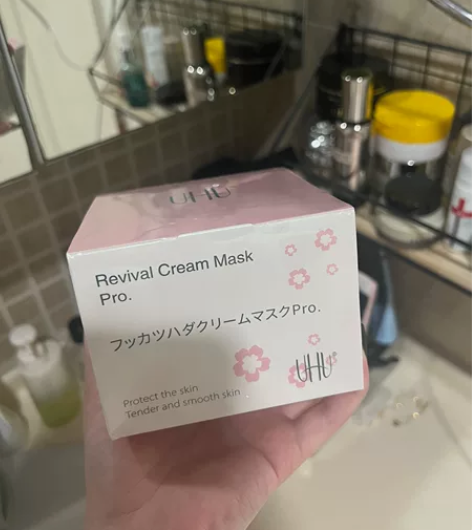 UHU
Revival Cream Mask
Pro.
フッカツハダクリームマスクPro.
Protect the skin
Tender and smooth skin
UHU